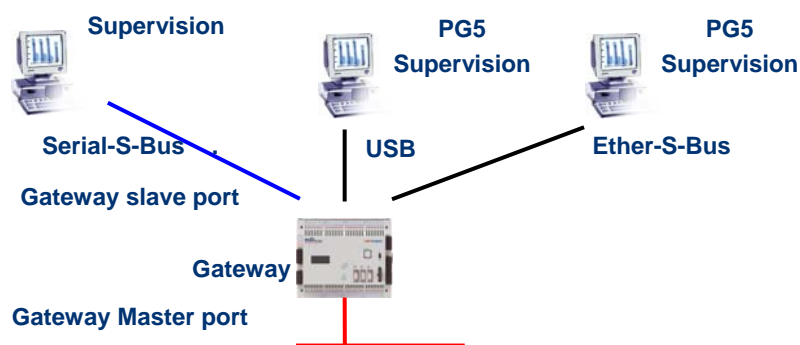 Supervision
PG5
Supervision
PG5
Supervision
Serial-S-Bus .
USB
Ether-S-Bus
Gateway slave port
Gateway
Gateway Master port